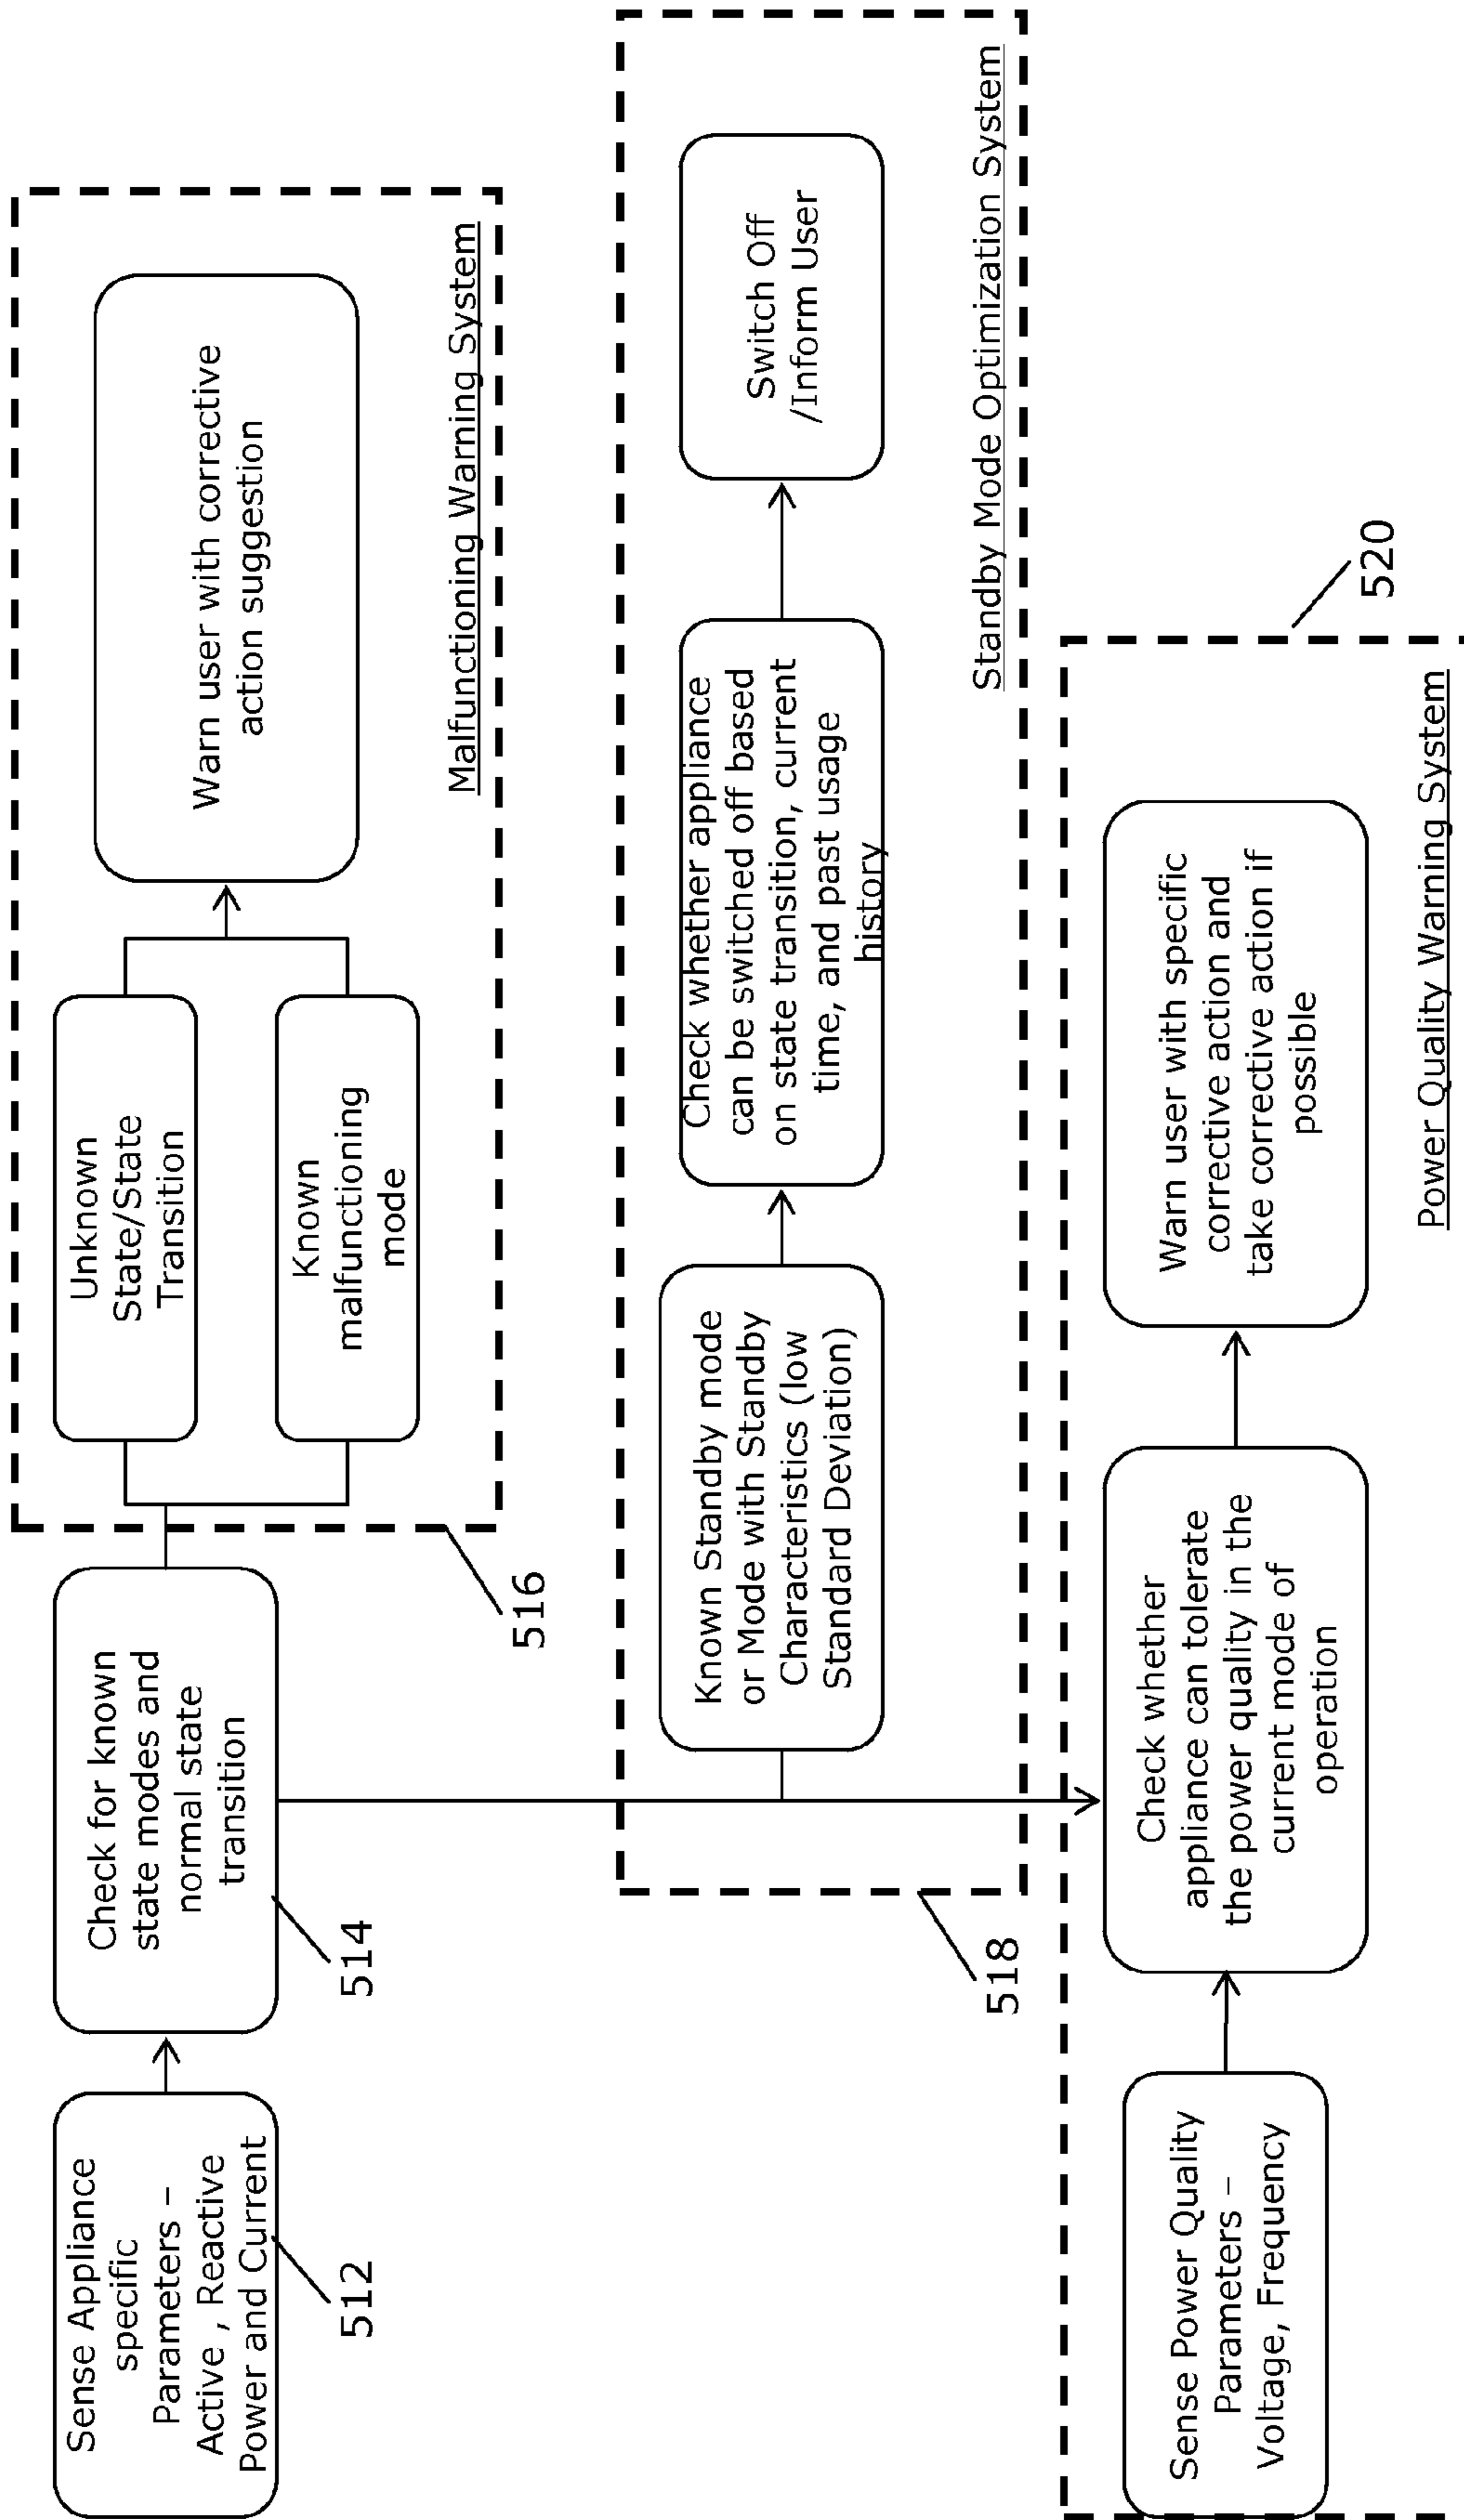 Sense Appliance
specific
Parameters –
Active , Reactive
Power and Current
512
Check for known
state modes and
normal state
transition
514
Unknown
State/State
Transition
Known
malfunctioning
mode
Warn user with corrective
action suggestion
Malfunctioning Warning System
516
Known Standby mode
or Mode with Standby
Characteristics (low
Standard Deviation)
Check whether appliance
can be switched off based
on state transition, current
time, and past usage
history
Switch Off
/Inform User
Standby Mode Optimization System
518
Sense Power Quality
Parameters –
Voltage, Frequency
Check whether
appliance can tolerate
the power quality in the
current mode of
operation
Warn user with specific
corrective action and
take corrective action if
possible
Power Quality Warning System
520